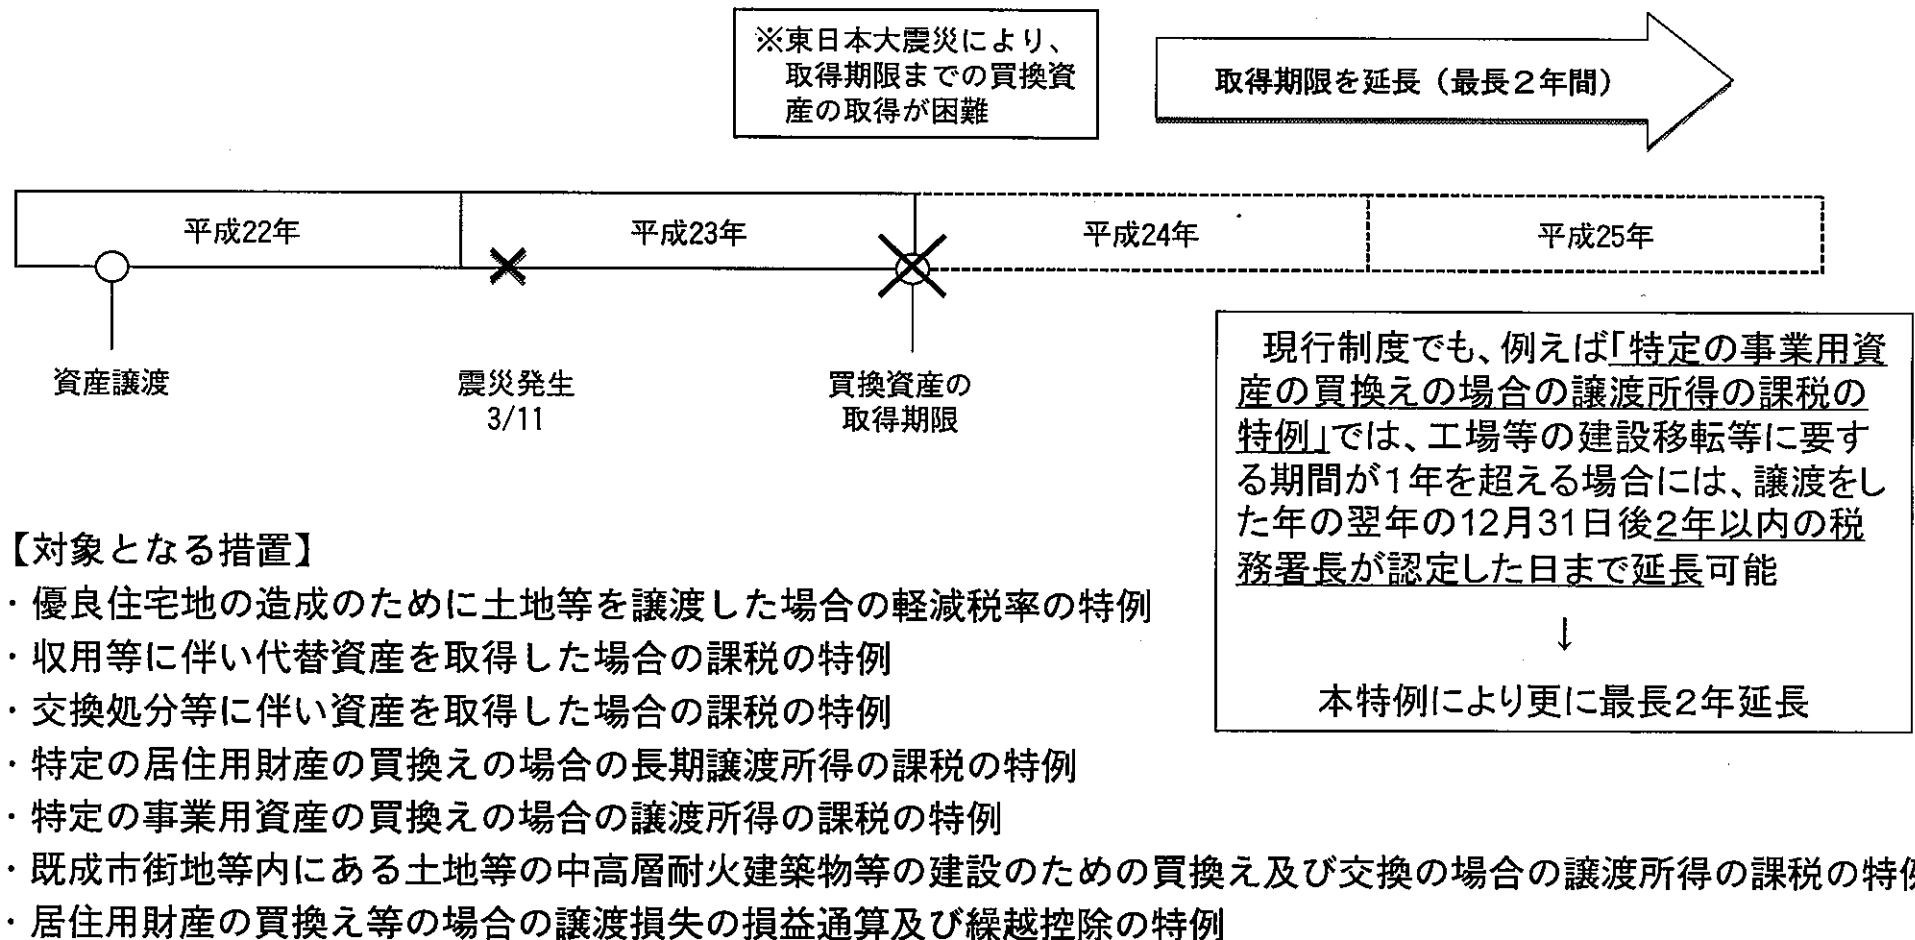 ※東日本大震災により、
取得期限までの買換資
産の取得が困難
取得期限を延長（最長２年間）
平成22年
平成23年
平成24年
平成25年
資産譲渡
震災発生
3/11
買換資産の
取得期限
現行制度でも、例えば「特定の事業用資
産の買換えの場合の譲渡所得の課税の
特例」では、工場等の建設移転等に要す
る期間が１年を超える場合には、譲渡をし
た年の翌年の12月31日後２年以内の税
務署長が認定した日まで延長可能
↓
本特例により更に最長２年延長
【対象となる措置】
・優良住宅地の造成のために土地等を譲渡した場合の軽減税率の特例
・収用等に伴い代替資産を取得した場合の課税の特例
・交換処分等に伴い資産を取得した場合の課税の特例
・特定の居住用財産の買換えの場合の長期譲渡所得の課税の特例
・特定の事業用資産の買換えの場合の譲渡所得の課税の特例
・既成市街地等内にある土地等の中高層耐火建築物等の建設のための買換え及び交換の場合の譲渡所得の課税の特例
・居住用財産の買換え等の場合の譲渡損失の損益通算及び繰越控除の特例